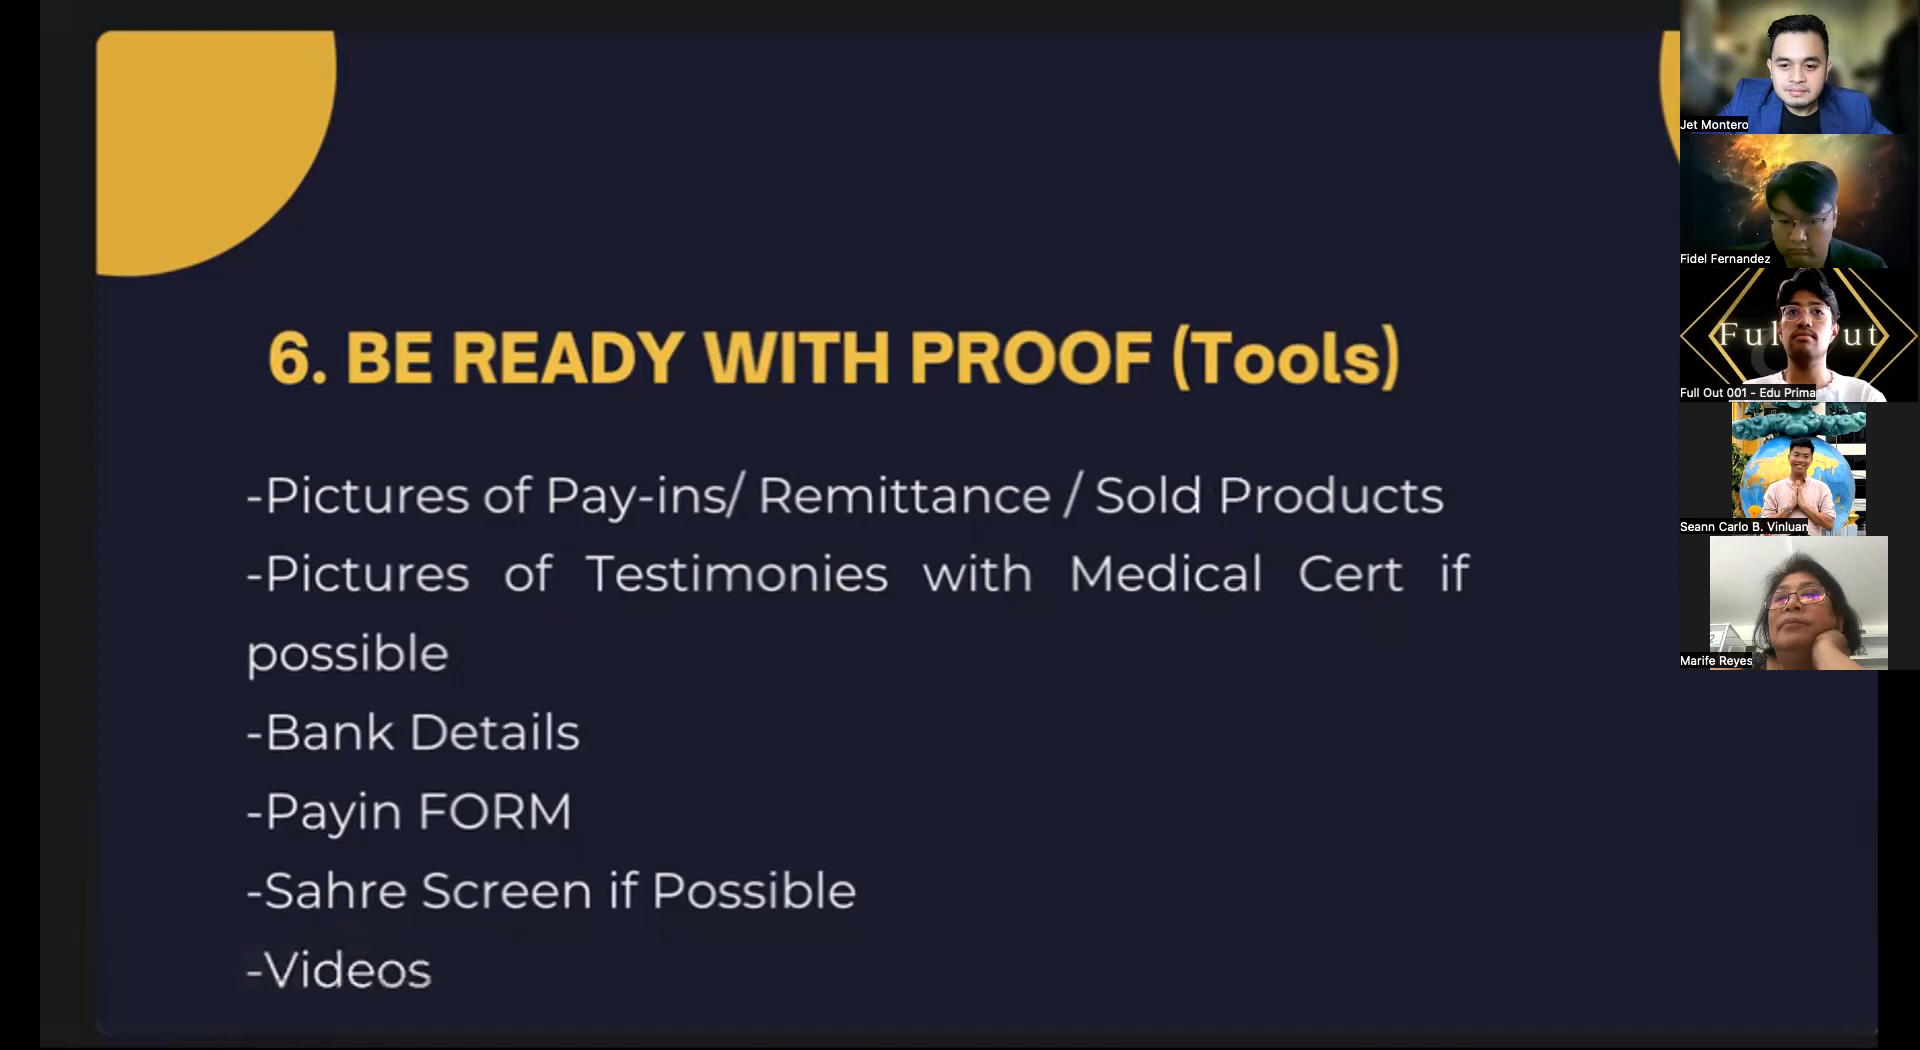 6. BE READY WITH PROOF (Tools)
-Pictures of Pay-ins/ Remittance / Sold Products
-Pictures of Testimonies with Medical Cert if
possible
-Bank Details
-Payin FORM
-Sahre Screen if Possible
-Videos
Jet Montero
Fidel Fernandez
Full Out
Full Out 001 - Edu Prima
Seann Carlo B. Vinluan
Marife Reyes